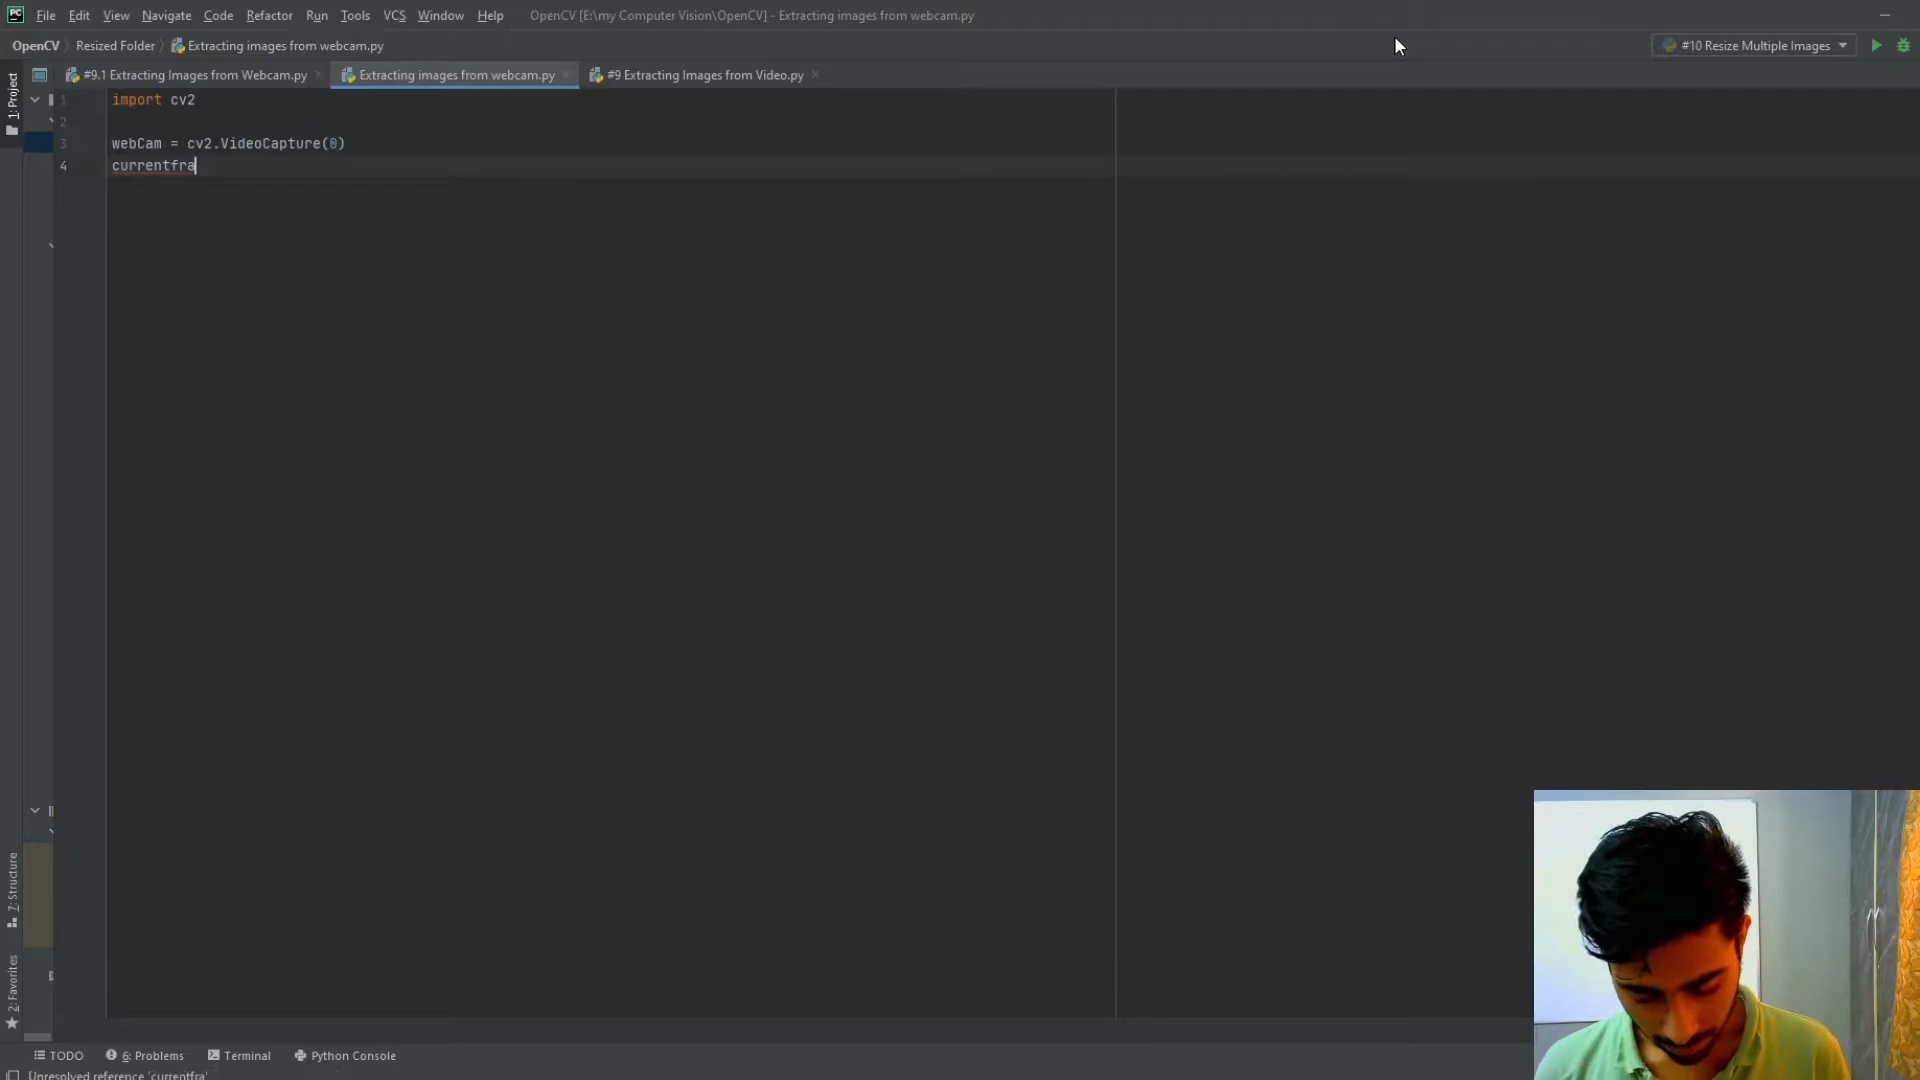 PC File Edit View Navigate Code Refactor Run Tools VCS Window Help OpenCV [E:\my Computer Vision\OpenCV] - Extracting images from webcam.py
OpenCV Resized Folder Extracting images from webcam.py #10 Resize Multiple Images
#9.1 Extracting Images from Webcam.py Extracting images from webcam.py #9 Extracting Images from Video.py
1: Project
1 import cv2
2
3 webCam = cv2.VideoCapture(0)
4 currentfra
7: Structure
2: Favorites
TODO 6: Problems Terminal Python Console
Unresolved reference 'currentfra'